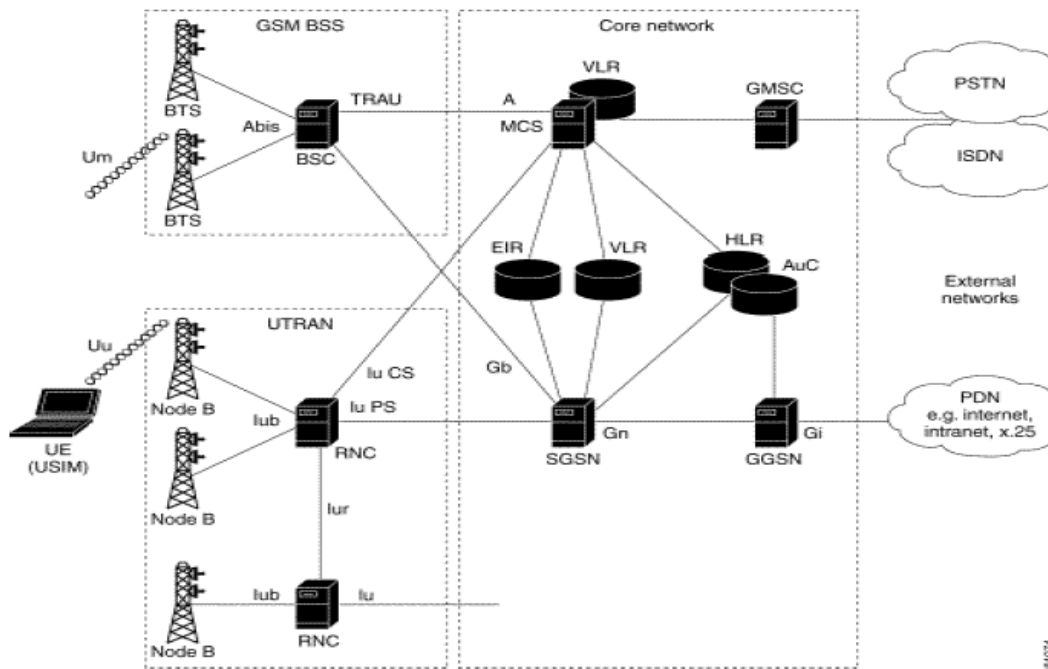 GSM BSS
Core network
BTS
Abis
TRAU
BSC
Um
BTS
A
VLR
MCS
GMSC
PSTN
ISDN
EIR
VLR
HLR
AuC
External
networks
UTRAN
Uu
Node B
Iub
Iu CS
Iu PS
RNC
Gb
UE
(USIM)
Node B
Iur
SGSN
Gn
GGSN
Gi
PDN
e.g. internet,
intranet, x.25
Iub
Iu
RNC
Node B